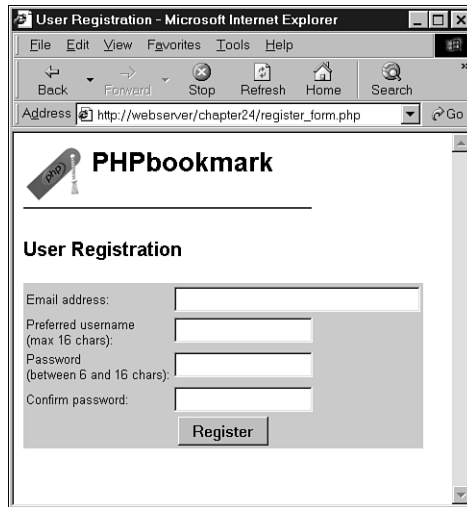 User Registration - Microsoft Internet Explorer
File Edit View Favorites Tools Help
Back Forward Stop Refresh Home Search
Address http://webserver/chapter24/register_form.php Go
php
PHPbookmark
User Registration
Email address:
Preferred username
(max 16 chars):
Password
(between 6 and 16 chars):
Confirm password:
Register